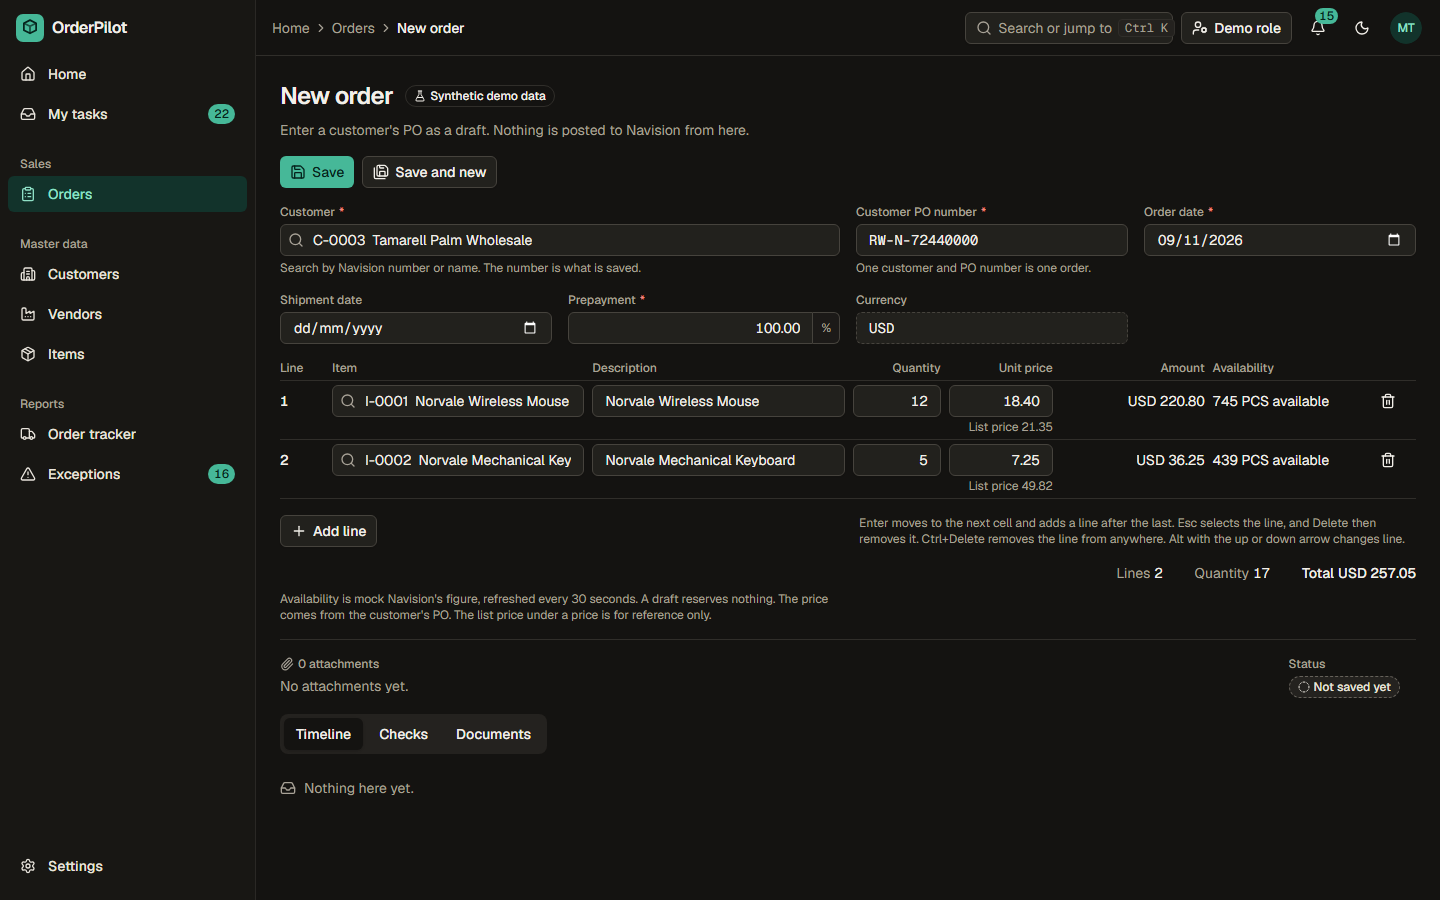 OrderPilot
Home
My tasks 22
Sales
Orders
Master data
Customers
Vendors
Items
Reports
Order tracker
Exceptions 16
Settings
Home > Orders > New order
Search or jump to Ctrl K
Demo role
15
MT
New order
Synthetic demo data
Enter a customer's PO as a draft. Nothing is posted to Navision from here.
Save
Save and new
Customer * Customer PO number * Order date *
C-0003 Tamarell Palm Wholesale RW-N-72440000 09/11/2026
Search by Navision number or name. The number is what is saved. One customer and PO number is one order.
Shipment date Prepayment * Currency
dd/mm/yyyy 100.00 % USD
Line Item Description Quantity Unit price Amount Availability
1 I-0001 Norvale Wireless Mouse Norvale Wireless Mouse 12 18.40 USD 220.80 745 PCS available
List price 21.35
2 I-0002 Norvale Mechanical Key Norvale Mechanical Keyboard 5 7.25 USD 36.25 439 PCS available
List price 49.82
Add line
Enter moves to the next cell and adds a line after the last. Esc selects the line, and Delete then
removes it. Ctrl+Delete removes the line from anywhere. Alt with the up or down arrow changes line.
Lines 2 Quantity 17 Total USD 257.05
Availability is mock Navision's figure, refreshed every 30 seconds. A draft reserves nothing. The price
comes from the customer's PO. The list price under a price is for reference only.
0 attachments
No attachments yet.
Status
Not saved yet
Timeline Checks Documents
Nothing here yet.